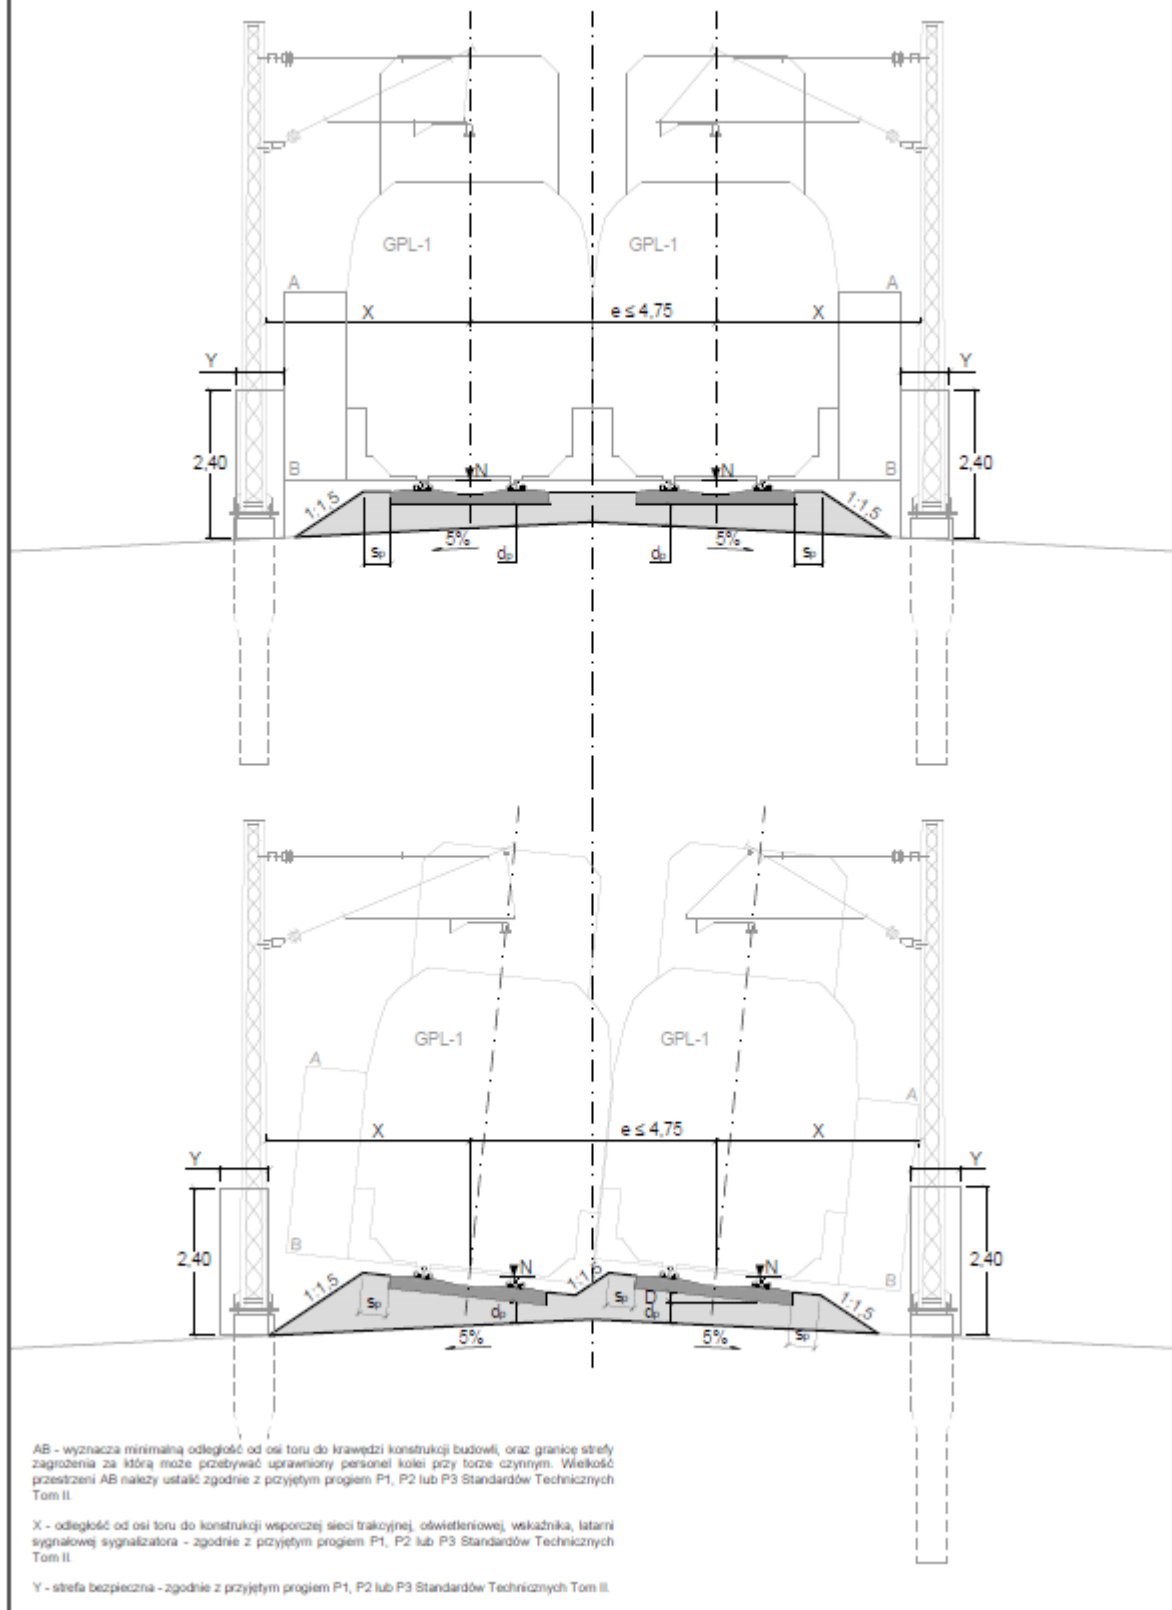 GPL-1 GPL-1
A A
X e ≤ 4,75 X
Y Y
2,40 2,40
B N N B
1:1,5 1:1,5
5% 5%
sₚ dₚ dₚ sₚ
GPL-1 GPL-1
A A
X e ≤ 4,75 X
Y Y
2,40 2,40
B N N B
1:1,5 1:1,5 1:1,5
sₚ dₚ sₚ D dₚ sₚ
5% 5%
AB - wyznacza minimalną odległość od osi toru do krawędzi konstrukcji budowli, oraz granicę strefy
zagrożenia za którą może przebywać uprawniony personel kolei przy torze czynnym. Wielkość
przestrzeni AB należy ustalić zgodnie z przyjętym progiem P1, P2 lub P3 Standardów Technicznych
Tom II.
X - odległość od osi toru do konstrukcji wsporczej sieci trakcyjnej, oświetleniowej, wskaźnika, latarni
sygnałowej sygnalizatora - zgodnie z przyjętym progiem P1, P2 lub P3 Standardów Technicznych
Tom II.
Y - strefa bezpieczna - zgodnie z przyjętym progiem P1, P2 lub P3 Standardów Technicznych Tom II.